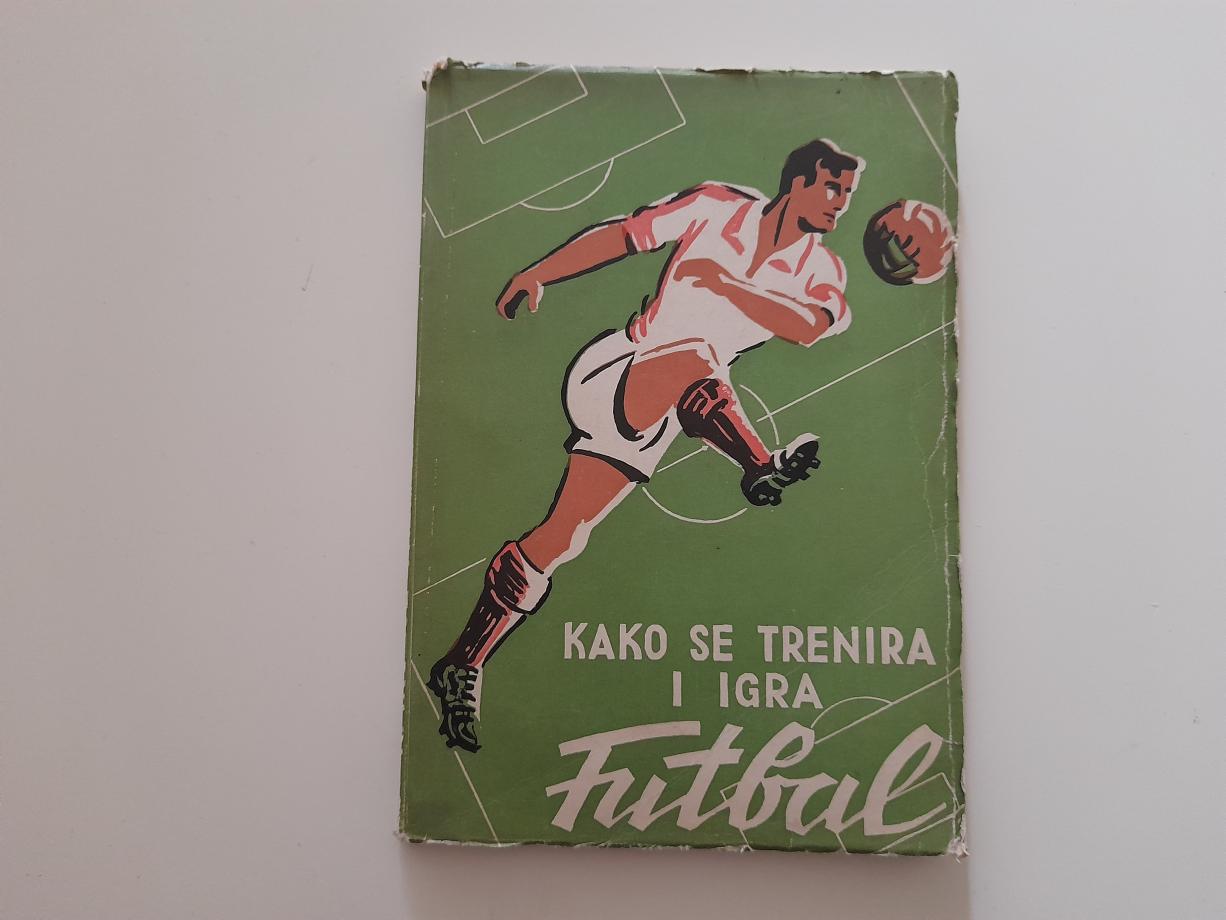 KAKO SE TRENIRA
I IGRA
Futbal